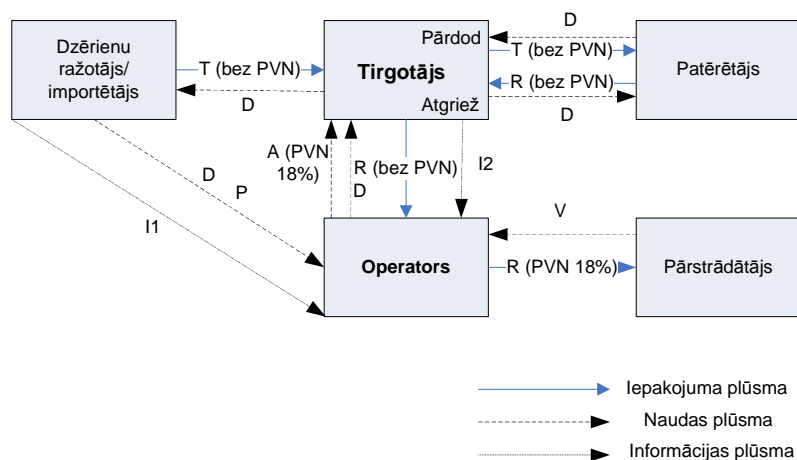 Dzērienu
ražotājs/
importētājs
T (bez PVN)
D
Pārdod
Tirgotājs
Atgriež
D
T (bez PVN)
R (bez PVN)
D
Patērētājs
A (PVN
18%)
R (bez PVN)
D
I2
D
P
I1
Operators
V
R (PVN 18%)
Pārstrādātājs
Iepakojuma plūsma
Naudas plūsma
Informācijas plūsma